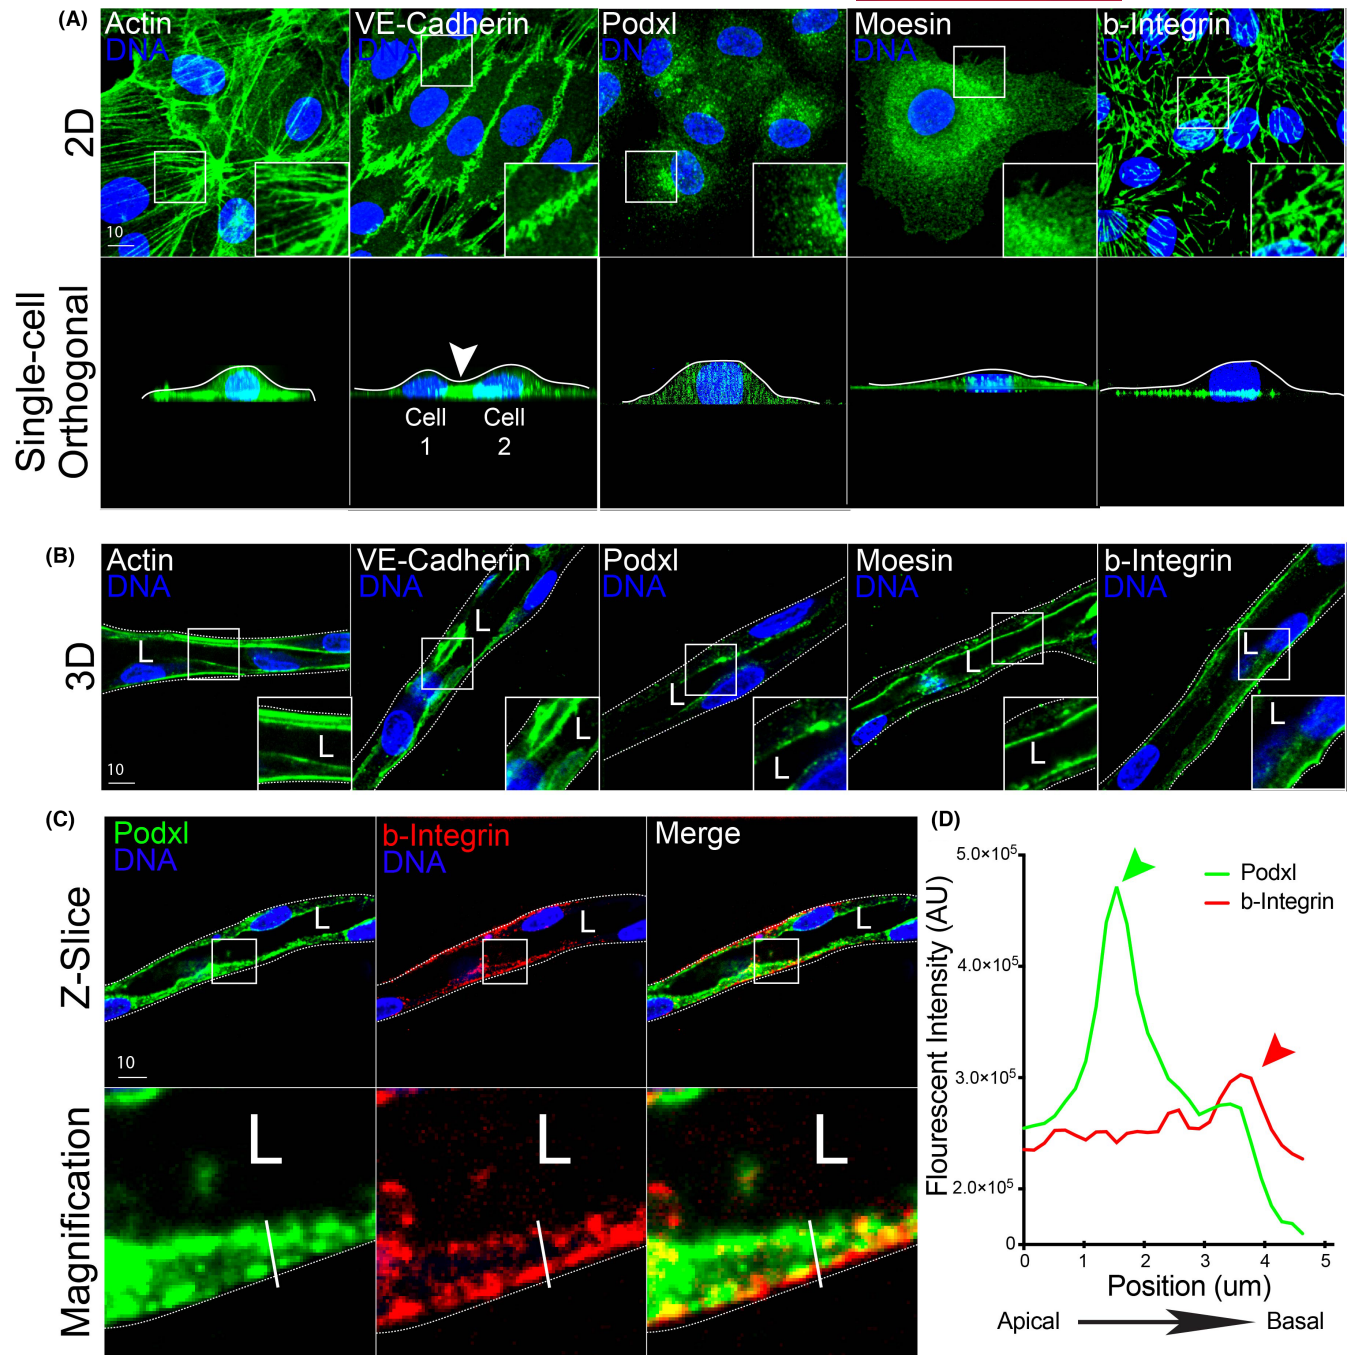 (A)
Actin
DNA
VE-Cadherin
DNA
Podxl
DNA
Moesin
DNA
b-Integrin
DNA
2D
10
Single-cell
Orthogonal
Cell
1
Cell
2
(B)
Actin
DNA
VE-Cadherin
DNA
Podxl
DNA
Moesin
DNA
b-Integrin
DNA
3D
L
L
L
L
L
L
L
L
L
L
10
(C)
Podxl
DNA
b-Integrin
DNA
Merge
Z-Slice
L
L
L
10
Magnification
L
L
L
(D)
Flourescent Intensity (AU)
5.0×10⁵
4.0×10⁵
3.0×10⁵
2.0×10⁵
0
Podxl
b-Integrin
0 1 2 3 4 5
Position (um)
Apical
Basal